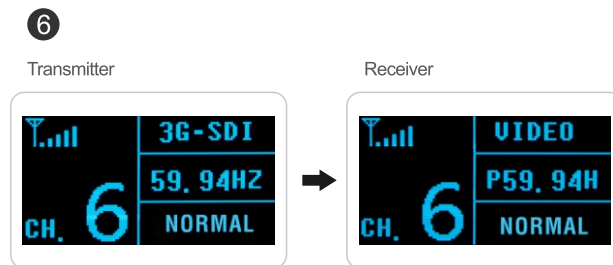 6
Transmitter
Receiver
3G-SDI
59.94HZ
NORMAL
CH. 6
VIDEO
P59.94H
NORMAL
CH. 6